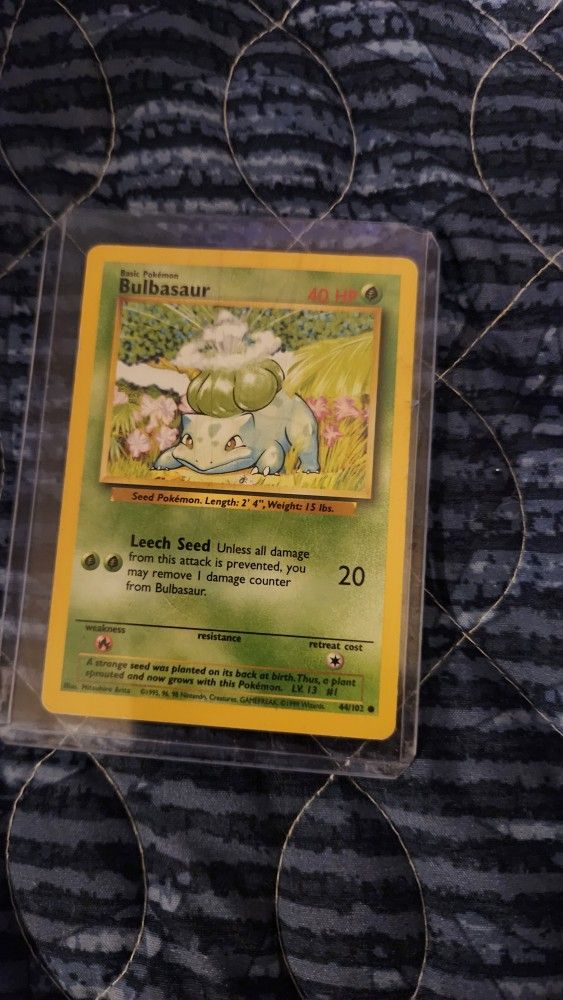 Basic Pokémon
Bulbasaur 40 HP
Seed Pokémon. Length: 2' 4", Weight: 15 lbs.
Leech Seed Unless all damage
from this attack is prevented, you
may remove 1 damage counter
from Bulbasaur.
20
weakness resistance retreat cost
A strange seed was planted on its back at birth. Thus, a plant
sprouted and now grows with this Pokémon. LV. 13 #1
Illus. Mitsuhiro Arita ©1995, 96, 98 Nintendo, Creatures, GAMEFREAK. ©1999 Wizards. 44/102